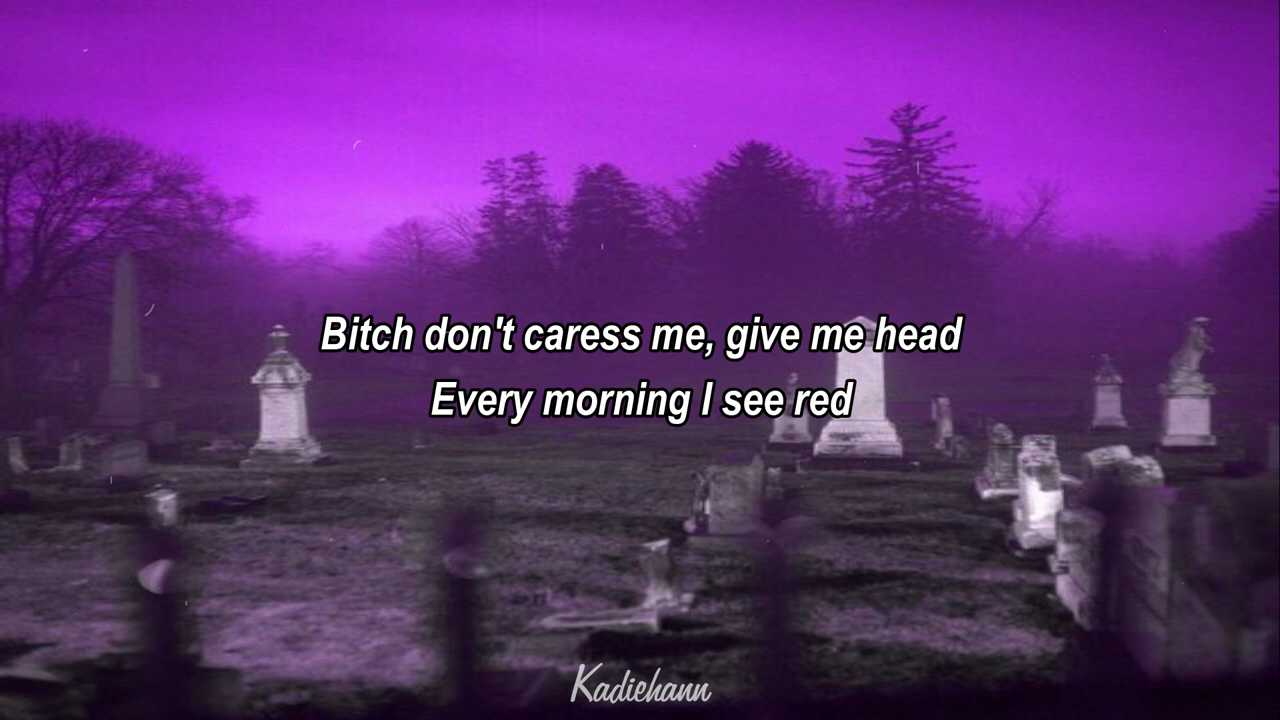 Bitch don't caress me, give me head
Every morning I see red
Kadiehann